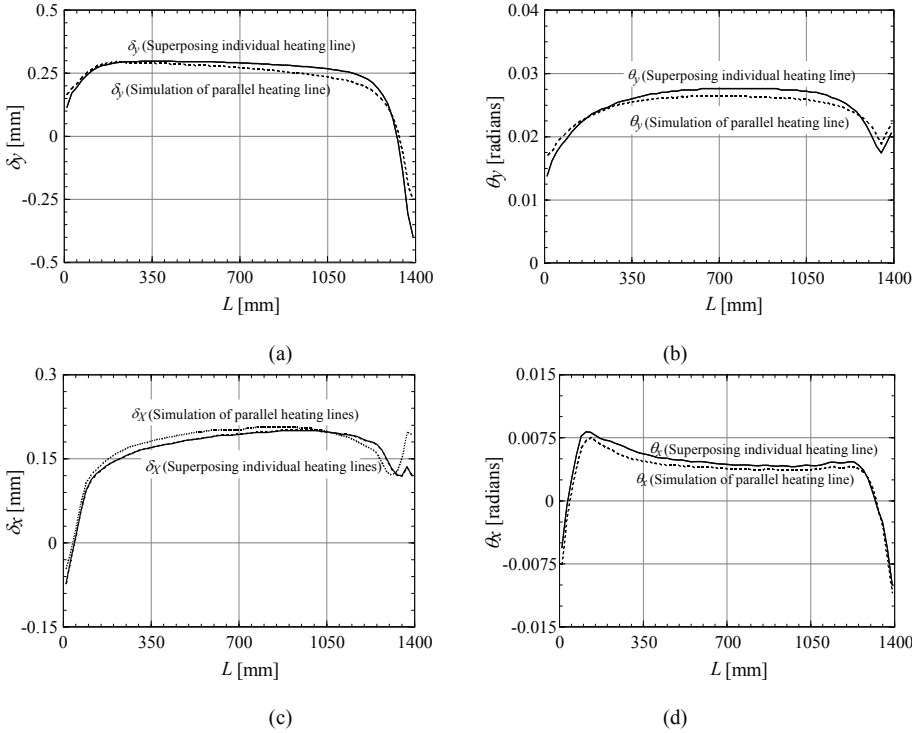 0.5
0.25
0
-0.25
-0.5
δy [mm]
δy (Superposing individual heating line)
δy (Simulation of parallel heating line)
0 350 700 1050 1400
L [mm]
(a)
0.04
0.03
0.02
0.01
0
θy [radians]
θy (Superposing individual heating line)
θy (Simulation of parallel heating line)
0 350 700 1050 1400
L [mm]
(b)
0.3
0.15
0
-0.15
δx [mm]
δX (Simulation of parallel heating lines)
δX (Superposing individual heating lines)
0 350 700 1050 1400
L [mm]
(c)
0.015
0.0075
0
-0.0075
-0.015
θx [radians]
θx (Superposing individual heating line)
θx (Simulation of parallel heating line)
0 350 700 1050 1400
L [mm]
(d)